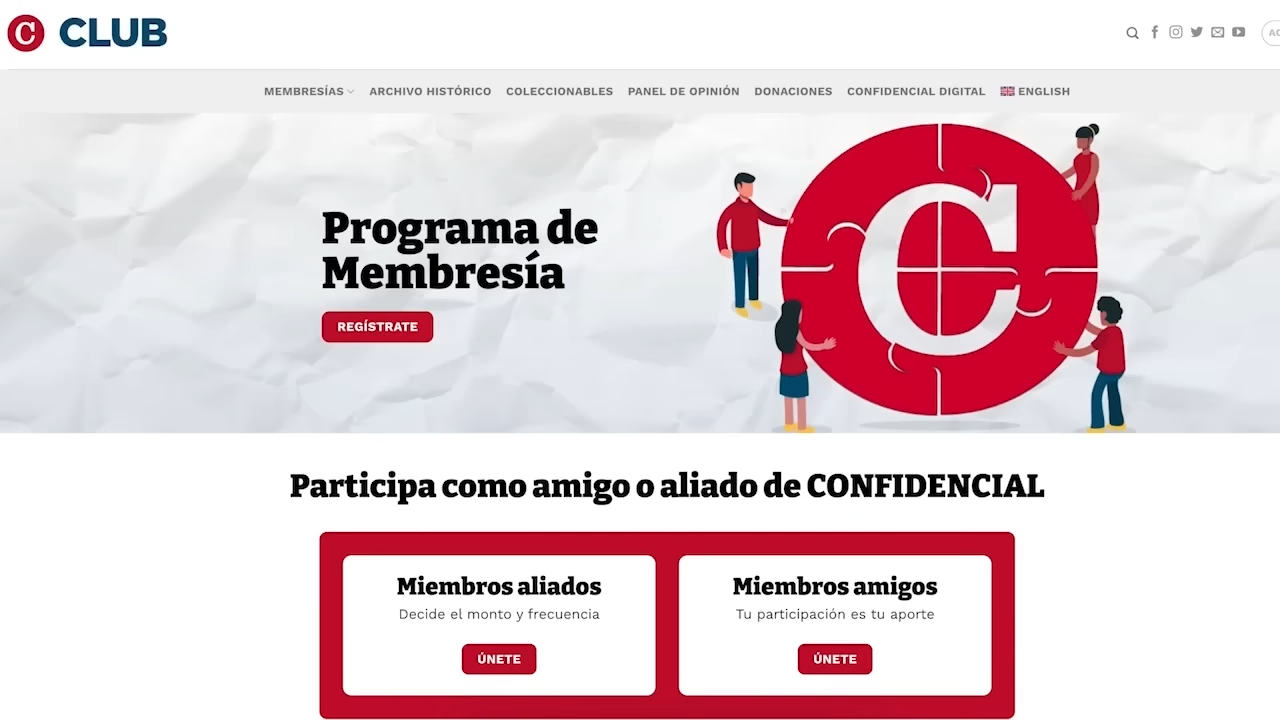 C CLUB
AC
MEMBRESÍAS
ARCHIVO HISTÓRICO
COLECCIONABLES
PANEL DE OPINIÓN
DONACIONES
CONFIDENCIAL DIGITAL
ENGLISH
Programa de
Membresía
REGÍSTRATE
C
Participa como amigo o aliado de CONFIDENCIAL
Miembros aliados
Decide el monto y frecuencia
ÚNETE
Miembros amigos
Tu participación es tu aporte
ÚNETE